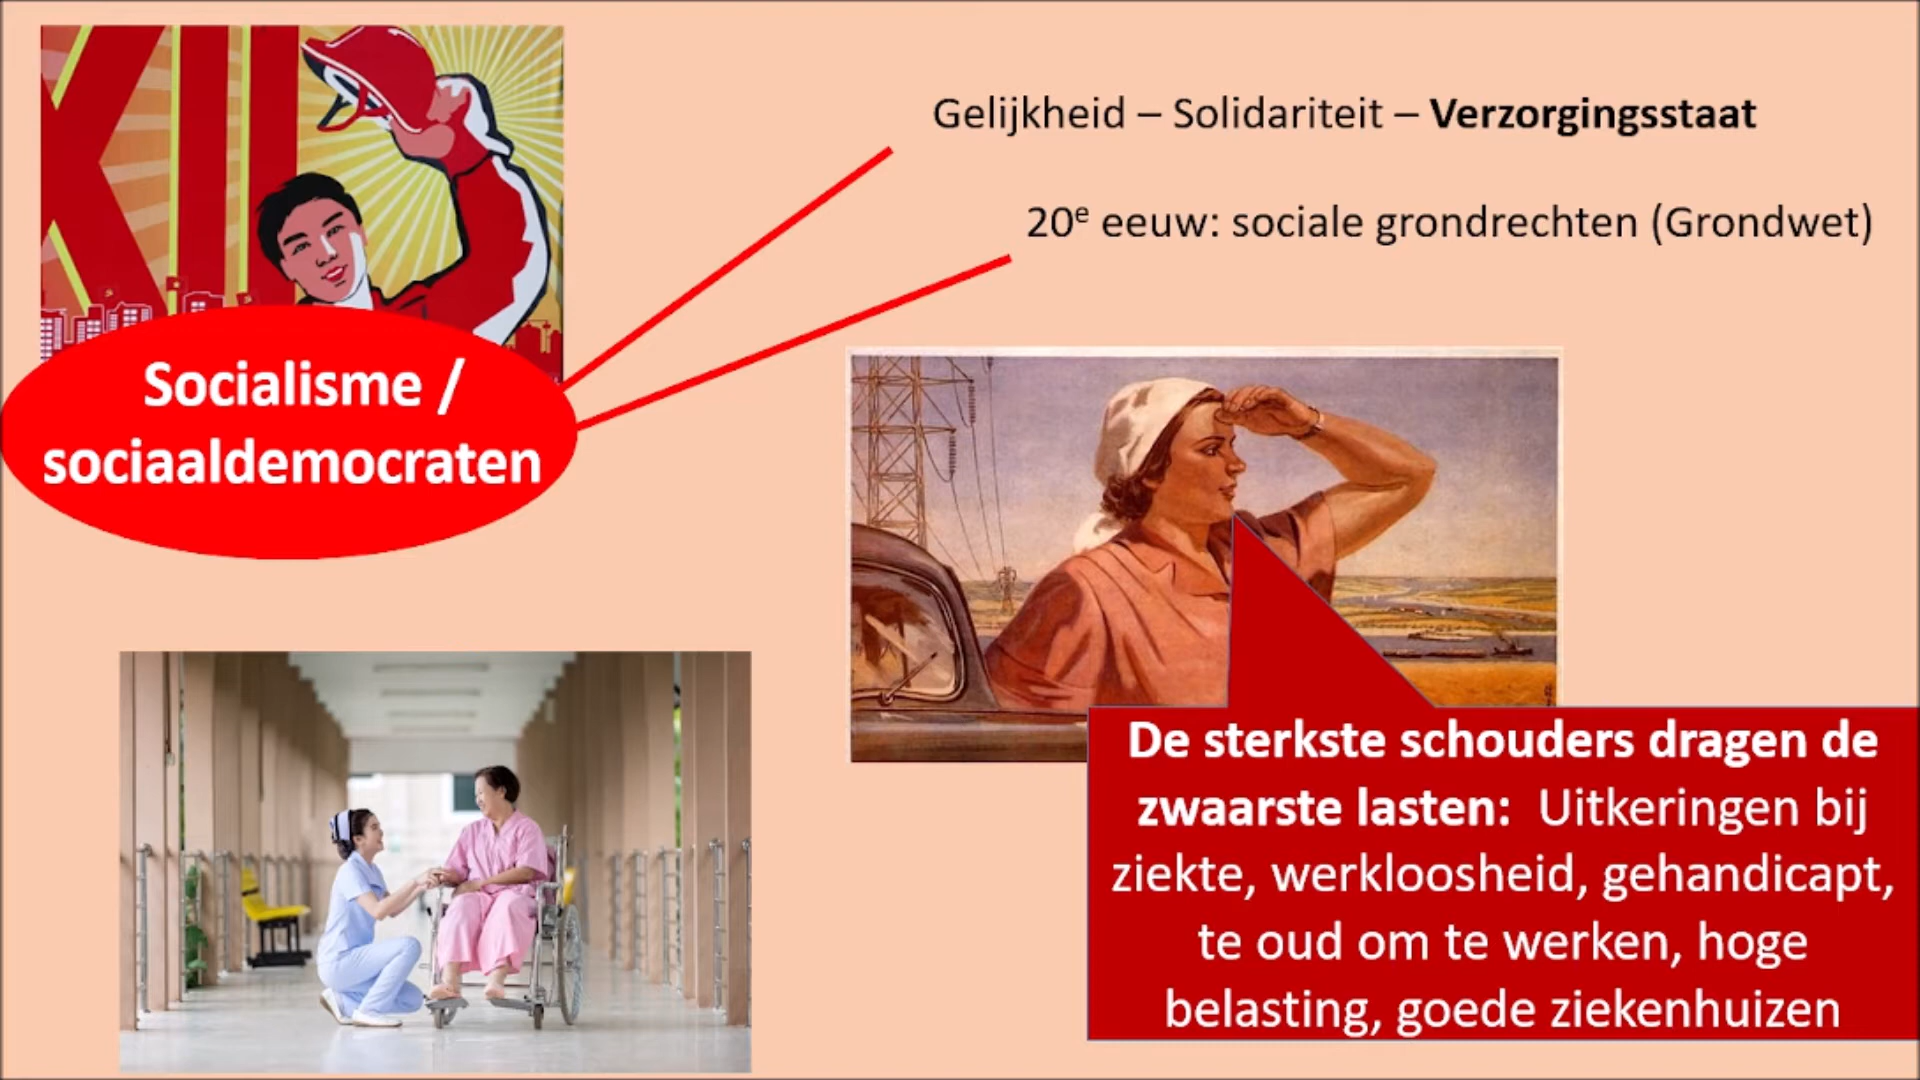 Gelijkheid – Solidariteit – Verzorgingsstaat
20e eeuw: sociale grondrechten (Grondwet)
Socialisme /
sociaaldemocraten
De sterkste schouders dragen de
zwaarste lasten: Uitkeringen bij
ziekte, werkloosheid, gehandicapt,
te oud om te werken, hoge
belasting, goede ziekenhuizen